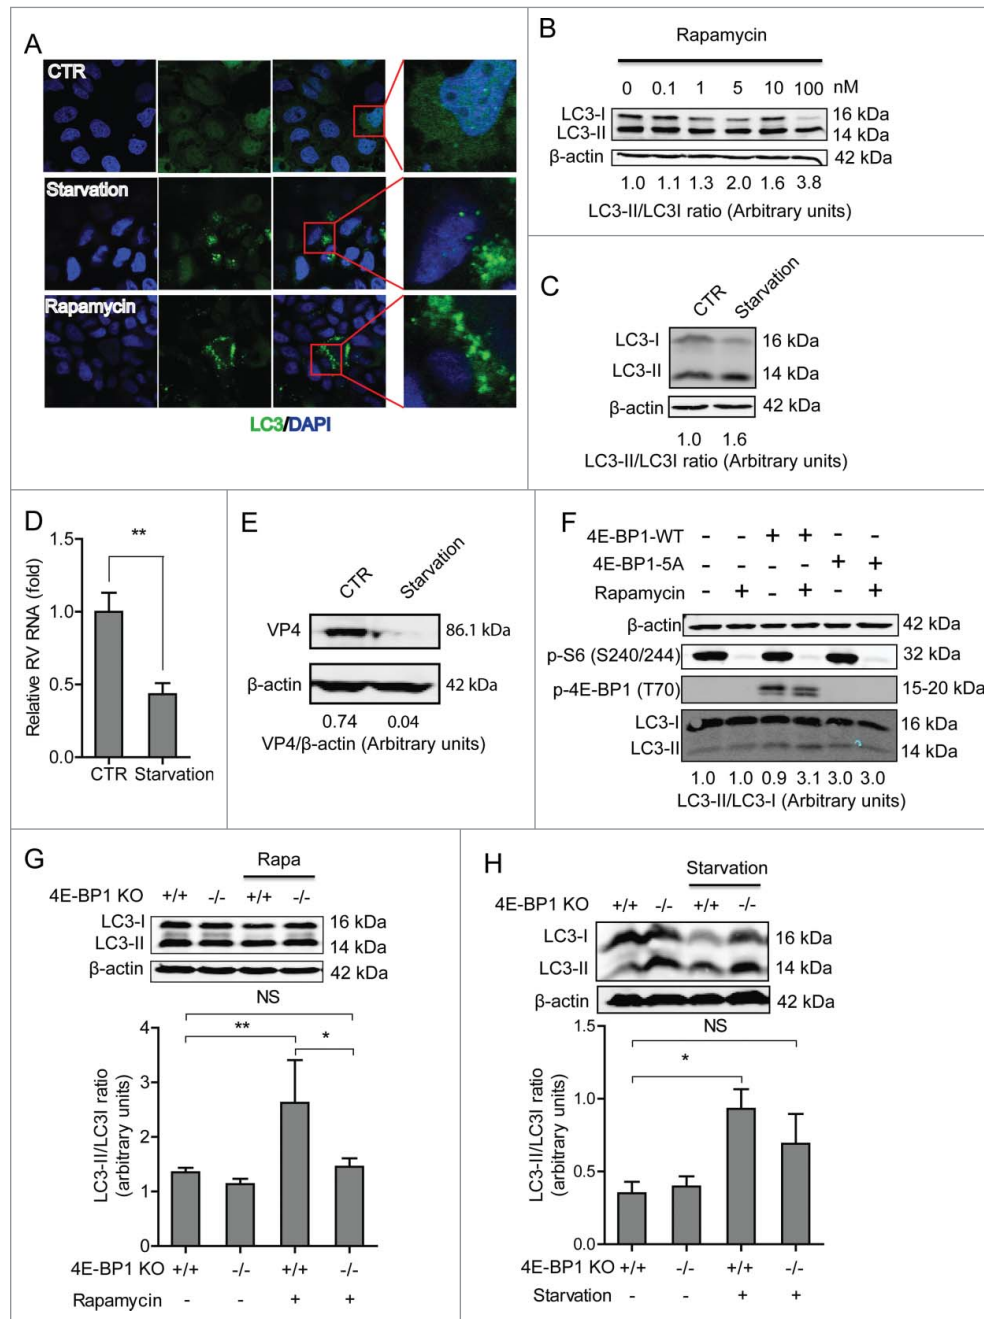 A
CTR
Starvation
Rapamycin
LC3/DAPI
B
Rapamycin
0 0.1 1 5 10 100 nM
LC3-I 16 kDa
LC3-II 14 kDa
β-actin 42 kDa
1.0 1.1 1.3 2.0 1.6 3.8
LC3-II/LC3I ratio (Arbitrary units)
C
CTR Starvation
LC3-I 16 kDa
LC3-II 14 kDa
β-actin 42 kDa
1.0 1.6
LC3-II/LC3I ratio (Arbitrary units)
D
Relative RV RNA (fold)
1.5
1.0
0.5
0.0
**
CTR Starvation
E
CTR Starvation
VP4 86.1 kDa
β-actin 42 kDa
0.74 0.04
VP4/β-actin (Arbitrary units)
F
4E-BP1-WT - - + + - -
4E-BP1-5A - - - - + +
Rapamycin - + - + - +
β-actin 42 kDa
p-S6 (S240/244) 32 kDa
p-4E-BP1 (T70) 15-20 kDa
LC3-I 16 kDa
LC3-II 14 kDa
1.0 1.0 0.9 3.1 3.0 3.0
LC3-II/LC3-I (Arbitrary units)
G
Rapa
4E-BP1 KO +/+ -/- +/+ -/-
LC3-I 16 kDa
LC3-II 14 kDa
β-actin 42 kDa
NS
**
*
LC3-II/LC3I ratio
(arbitrary units)
4
3
2
1
0
4E-BP1 KO +/+ -/- +/+ -/-
Rapamycin - - + +
H
Starvation
4E-BP1 KO +/+ -/- +/+ -/-
LC3-I 16 kDa
LC3-II 14 kDa
β-actin 42 kDa
NS
*
LC3-II/LC3I ratio
(arbitrary units)
1.5
1.0
0.5
0.0
4E-BP1 KO +/+ -/- +/+ -/-
Starvation - - + +